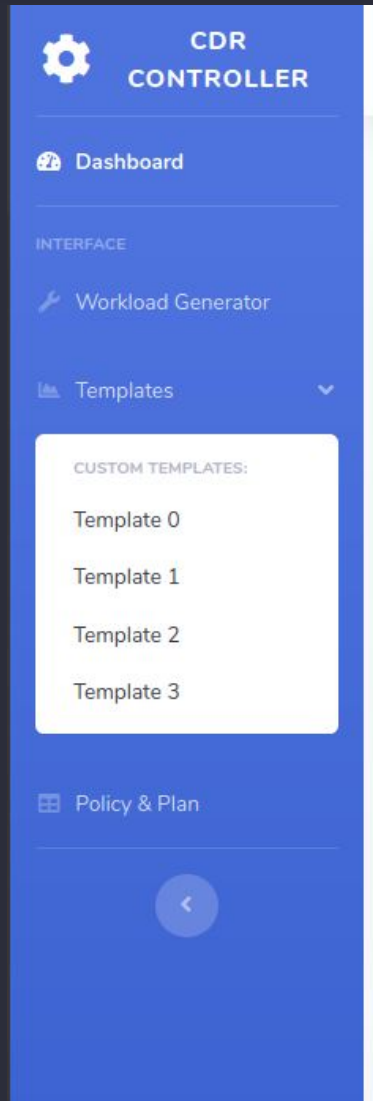 CDR
CONTROLLER
Dashboard
INTERFACE
Workload Generator
Templates
CUSTOM TEMPLATES:
Template 0
Template 1
Template 2
Template 3
Policy & Plan